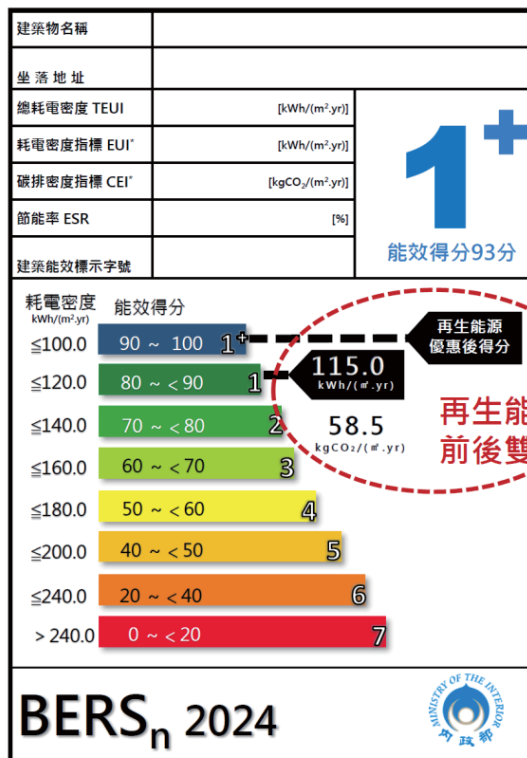 建築物名稱
坐落地址
總耗電密度 TEUI [kWh/(m².yr)]
耗電密度指標 EUI* [kWh/(m².yr)]
碳排密度指標 CEI* [kgCO₂/(m².yr)]
節能率 ESR [%]
建築能效標示字號
1⁺
能效得分93分
耗電密度 能效得分
kWh/(m².yr)
≦100.0 90 ~ 100 1⁺
再生能源
優惠後得分
≦120.0 80 ~ <90 1
115.0
kWh/(㎡.yr)
≦140.0 70 ~ <80 2
58.5
kgCO₂/(㎡.yr)
再生能
前後雙
≦160.0 60 ~ <70 3
≦180.0 50 ~ <60 4
≦200.0 40 ~ <50 5
≦240.0 20 ~ <40 6
> 240.0 0 ~ <20 7
BERSₙ 2024
MINISTRY OF THE INTERIOR
內政部